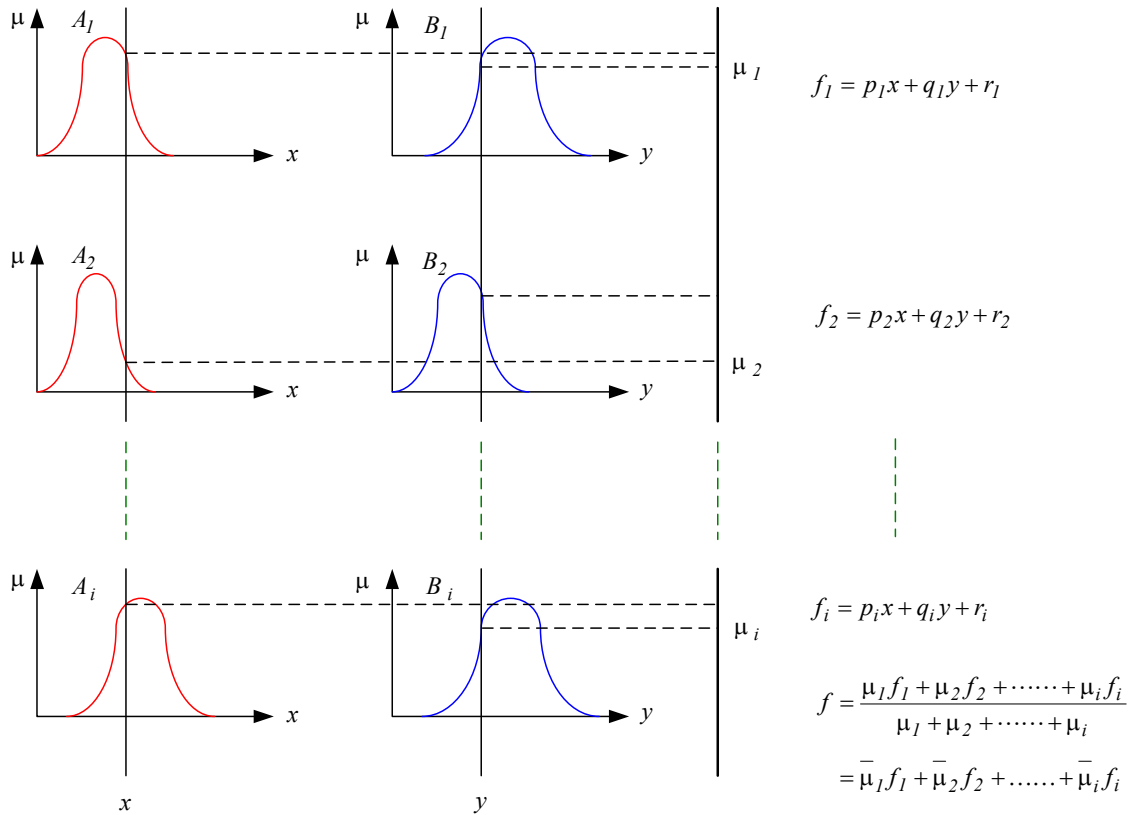 μ A₁ μ B₁
μ₁ f₁ = p₁x + q₁y + r₁
x y
μ A₂ μ B₂
f₂ = p₂x + q₂y + r₂
μ₂
x y
μ Aᵢ μ Bᵢ
fᵢ = pᵢx + qᵢy + rᵢ
μᵢ
x y
f = (μ₁f₁ + μ₂f₂ + ⋯⋯ + μᵢfᵢ) / (μ₁ + μ₂ + ⋯⋯ + μᵢ)
= μ̄₁f₁ + μ̄₂f₂ + …… + μ̄ᵢfᵢ
x y